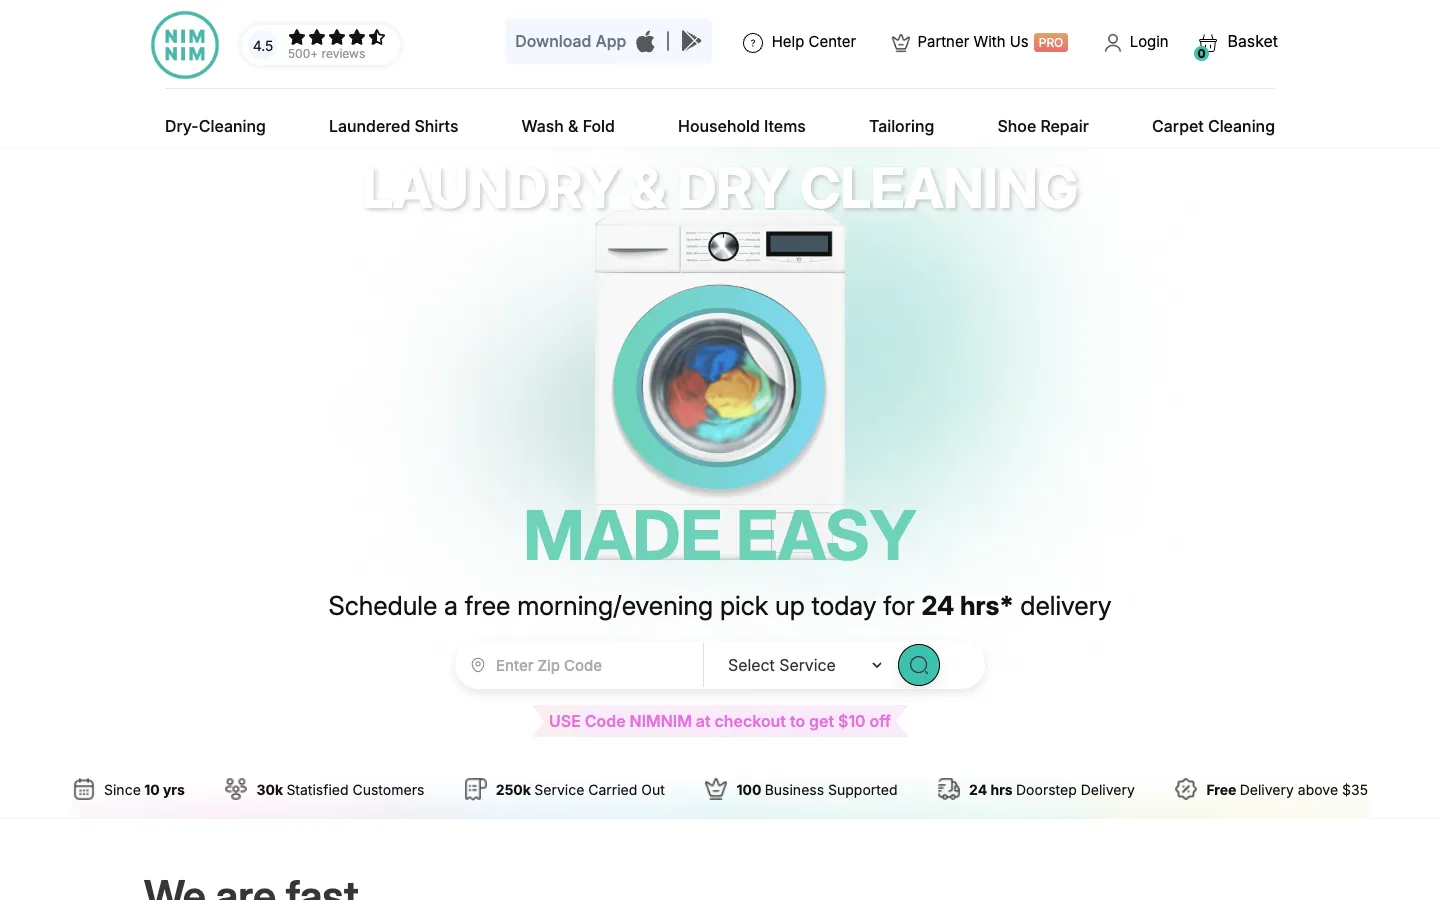 NIM
NIM
4.5
500+ reviews
Download App
Help Center
Partner With Us PRO
Login
0
Basket
Dry-Cleaning
Laundered Shirts
Wash & Fold
Household Items
Tailoring
Shoe Repair
Carpet Cleaning
LAUNDRY & DRY CLEANING
MADE EASY
Schedule a free morning/evening pick up today for 24 hrs* delivery
Enter Zip Code
Select Service
USE Code NIMNIM at checkout to get $10 off
Since 10 yrs
30k Statisfied Customers
250k Service Carried Out
100 Business Supported
24 hrs Doorstep Delivery
Free Delivery above $35
We are fast